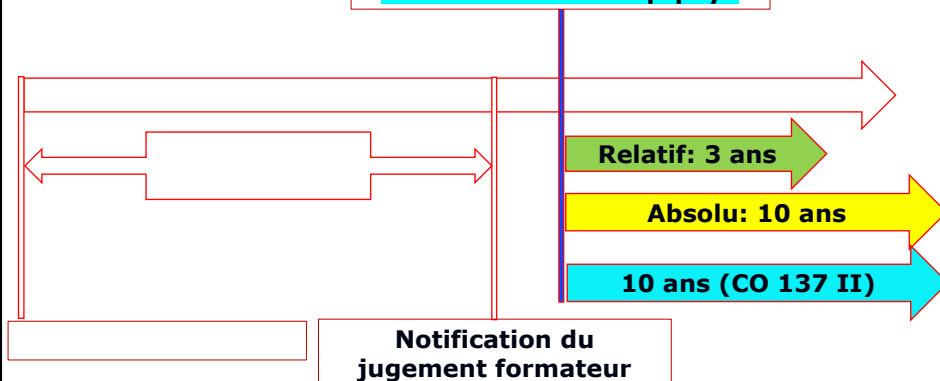 Relatif: 3 ans
Absolu: 10 ans
10 ans (CO 137 II)
Notification du
jugement formateur